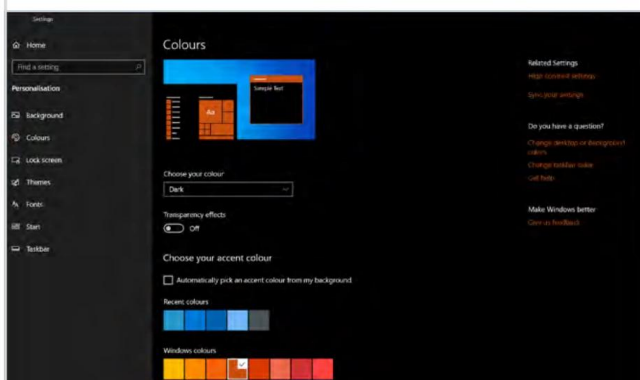 Settings
Home
Find a setting
Personalisation
Background
Colours
Lock screen
Themes
Fonts
Start
Taskbar
Colours
Sample Text
Aa
Choose your colour
Dark
Transparency effects
Off
Choose your accent colour
Automatically pick an accent colour from my background
Recent colours
Windows colours
Related Settings
High contrast settings
Sync your settings
Do you have a question?
Change desktop or background
colors
Change taskbar color
Get help
Make Windows better
Give us feedback